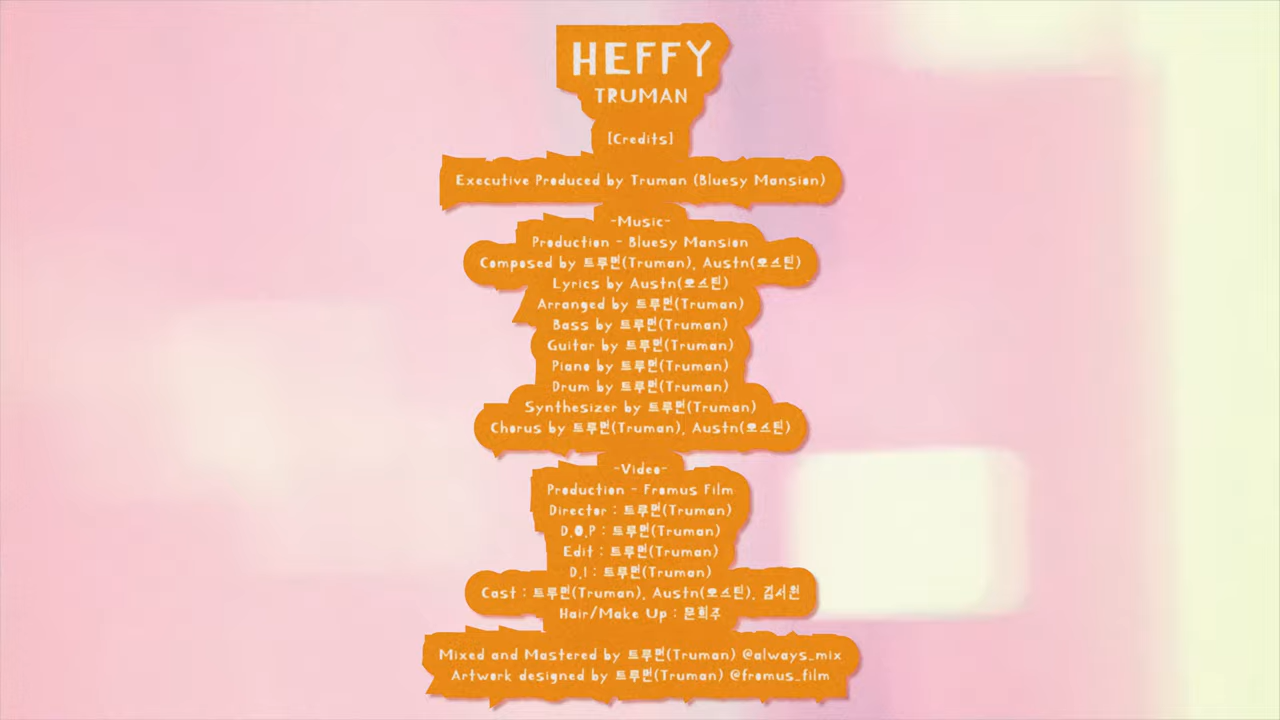 HEFFY
TRUMAN
[Credits]
Executive Produced by Truman (Bluesy Mansion)
-Music-
Production - Bluesy Mansion
Composed by 트루먼(Truman), Austn(오스틴)
Lyrics by Austn(오스틴)
Arranged by 트루먼(Truman)
Bass by 트루먼(Truman)
Guitar by 트루먼(Truman)
Piano by 트루먼(Truman)
Drum by 트루먼(Truman)
Synthesizer by 트루먼(Truman)
Chorus by 트루먼(Truman), Austn(오스틴)
-Video-
Production - Fromus Film
Director : 트루먼(Truman)
D.O.P : 트루먼(Truman)
Edit : 트루먼(Truman)
D.I : 트루먼(Truman)
Cast : 트루먼(Truman), Austn(오스틴), 김서원
Hair/Make Up : 문희주
Mixed and Mastered by 트루먼(Truman) @always_mix
Artwork designed by 트루먼(Truman) @fromus_film